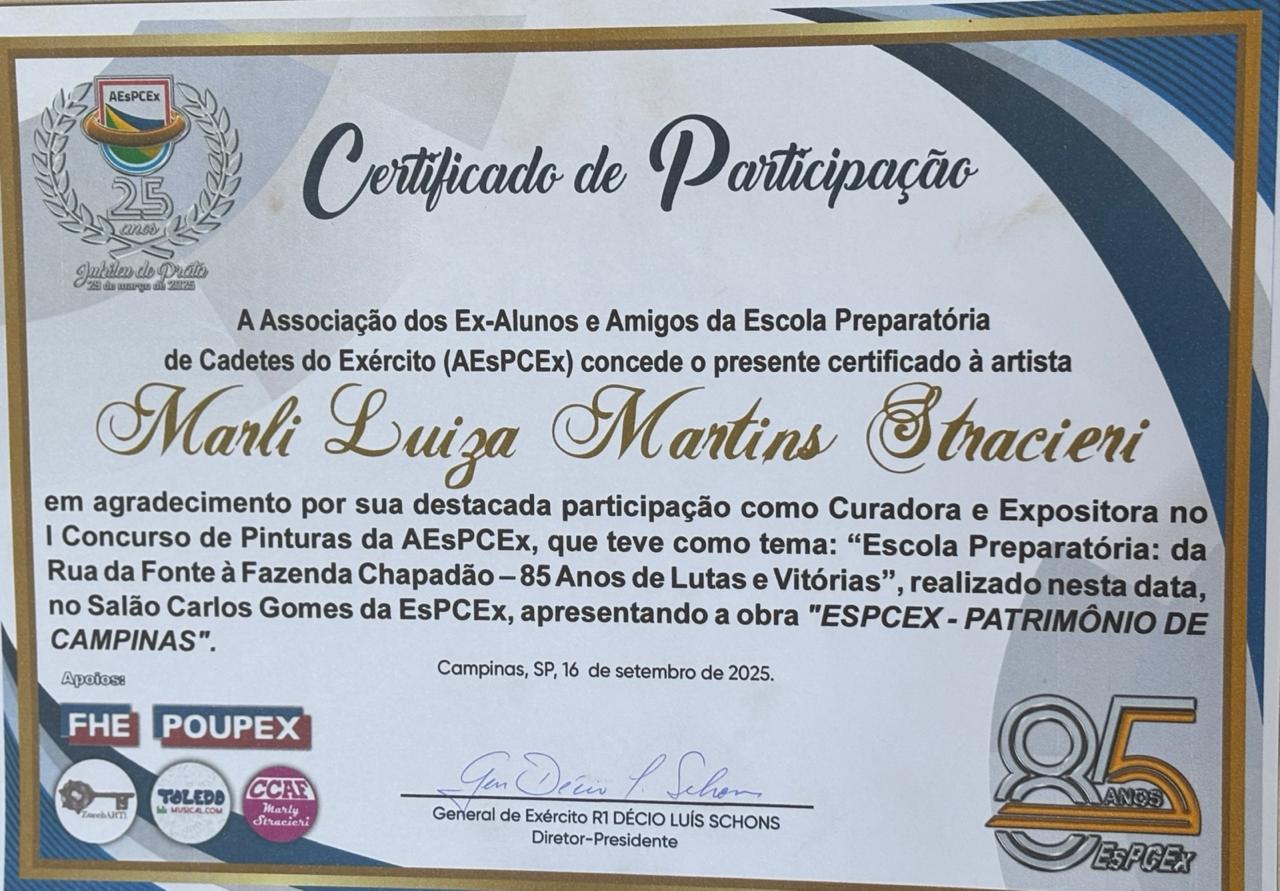 AEsPCEx
25
anos
Jubileu de Prata
29 de março de 2025
Certificado de Participação
A Associação dos Ex-Alunos e Amigos da Escola Preparatória
de Cadetes do Exército (AEsPCEx) concede o presente certificado à artista
Marli Luiza Martins Stracieri
em agradecimento por sua destacada participação como Curadora e Expositora no
I Concurso de Pinturas da AEsPCEx, que teve como tema: “Escola Preparatória: da
Rua da Fonte à Fazenda Chapadão – 85 Anos de Lutas e Vitórias”, realizado nesta data,
no Salão Carlos Gomes da EsPCEx, apresentando a obra "ESPCEX - PATRIMÔNIO DE
CAMPINAS".
Campinas, SP, 16 de setembro de 2025.
Apoios:
FHE POUPEX
TOLEDO
MUSICAL.COM
CCAF
Marly
Stracieri
Gen Décio L. Schons
General de Exército R1 DÉCIO LUÍS SCHONS
Diretor-Presidente
85
ANOS
EsPCEx